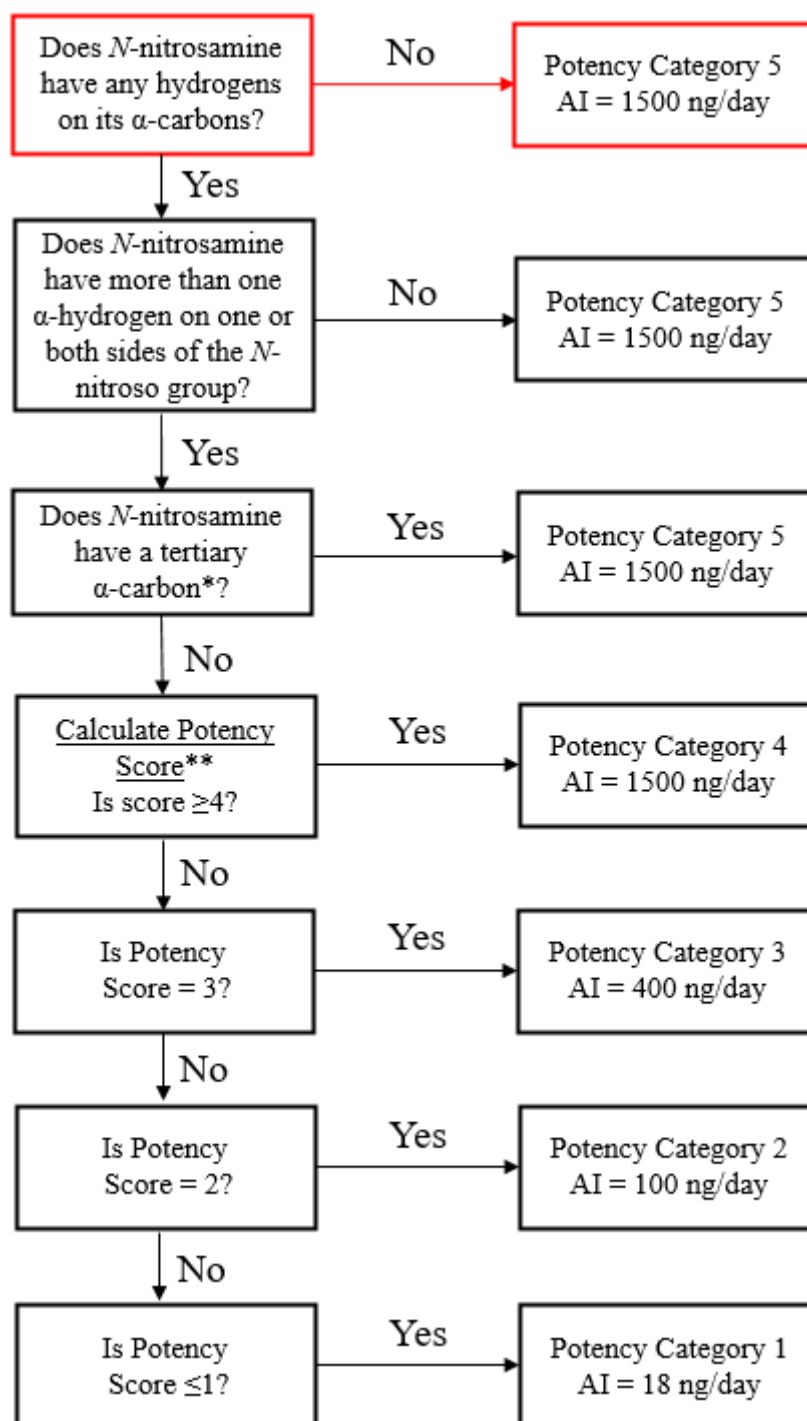 Does N-nitrosamine
have any hydrogens
on its α-carbons?
No
Potency Category 5
AI = 1500 ng/day
Yes
Does N-nitrosamine
have more than one
α-hydrogen on one or
both sides of the N-
nitroso group?
No
Potency Category 5
AI = 1500 ng/day
Yes
Does N-nitrosamine
have a tertiary
α-carbon*?
Yes
Potency Category 5
AI = 1500 ng/day
No
Calculate Potency
Score**
Is score ≥4?
Yes
Potency Category 4
AI = 1500 ng/day
No
Is Potency
Score = 3?
Yes
Potency Category 3
AI = 400 ng/day
No
Is Potency
Score = 2?
Yes
Potency Category 2
AI = 100 ng/day
No
Is Potency
Score ≤1?
Yes
Potency Category 1
AI = 18 ng/day